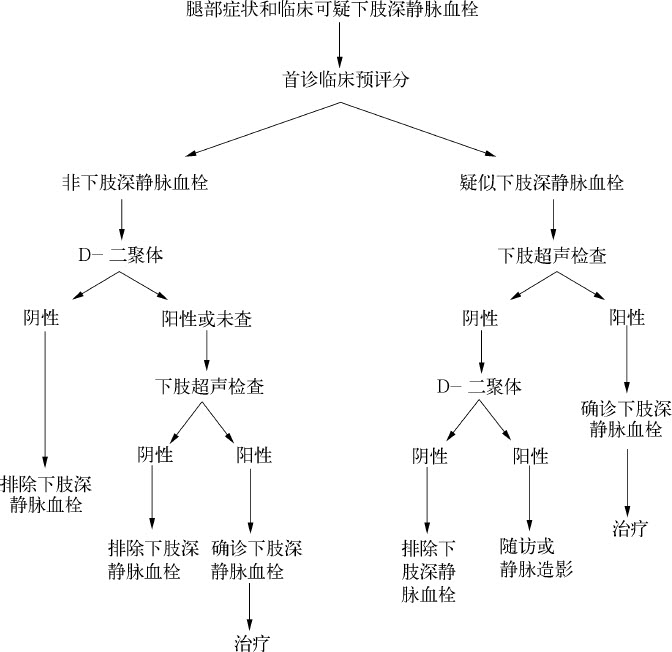 腿部症状和临床可疑下肢深静脉血栓
首诊临床预评分
非下肢深静脉血栓
疑似下肢深静脉血栓
D-二聚体
下肢超声检查
阴性
阳性或未查
阴性
阳性
下肢超声检查
D-二聚体
确诊下肢深
静脉血栓
阴性
阳性
阴性
阳性
排除下肢深
静脉血栓
治疗
排除下肢深
静脉血栓
确诊下肢深
静脉血栓
排除下
肢深静
脉血栓
随访或
静脉造影
治疗